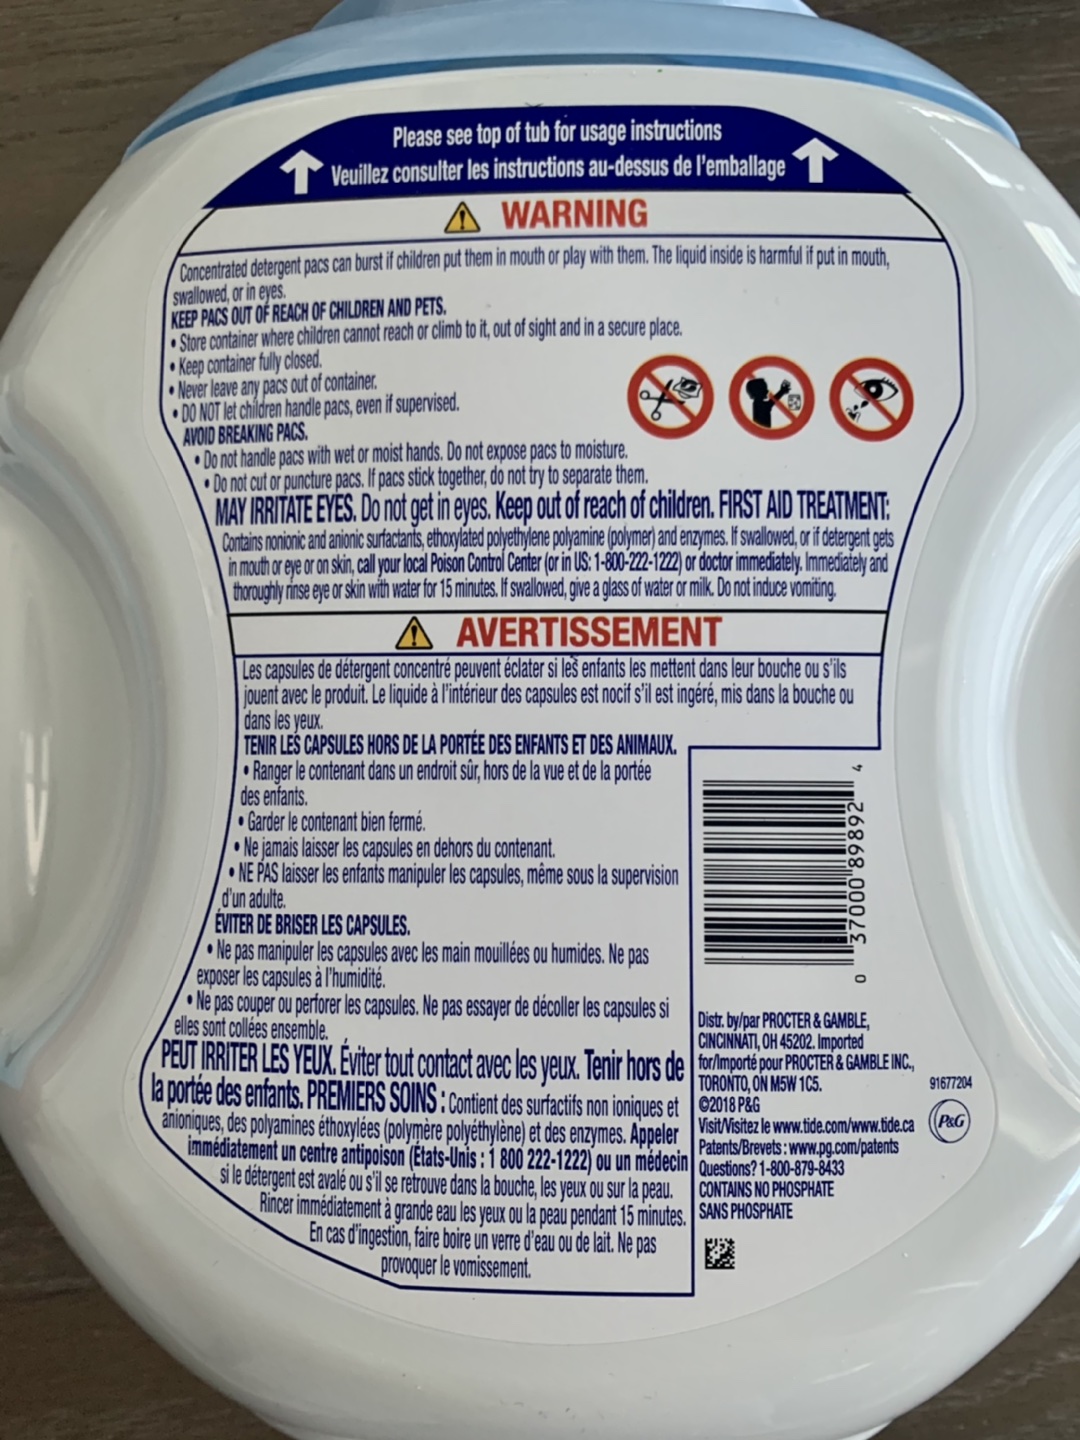 Please see top of tub for usage instructions
Veuillez consulter les instructions au-dessus de l'emballage
WARNING
Concentrated detergent pacs can burst if children put them in mouth or play with them. The liquid inside is harmful if put in mouth,
swallowed, or in eyes.
KEEP PACS OUT OF REACH OF CHILDREN AND PETS.
• Store container where children cannot reach or climb to it, out of sight and in a secure place.
• Keep container fully closed.
• Never leave any pacs out of container.
• DO NOT let children handle pacs, even if supervised.
AVOID BREAKING PACS.
• Do not handle pacs with wet or moist hands. Do not expose pacs to moisture.
• Do not cut or puncture pacs. If pacs stick together, do not try to separate them.
MAY IRRITATE EYES. Do not get in eyes. Keep out of reach of children. FIRST AID TREATMENT:
Contains nonionic and anionic surfactants, ethoxylated polyethylene polyamine (polymer) and enzymes. If swallowed, or if detergent gets
in mouth or eye or on skin, call your local Poison Control Center (or in US: 1-800-222-1222) or doctor immediately. Immediately and
thoroughly rinse eye or skin with water for 15 minutes. If swallowed, give a glass of water or milk. Do not induce vomiting.
AVERTISSEMENT
Les capsules de détergent concentré peuvent éclater si les enfants les mettent dans leur bouche ou s'ils
jouent avec le produit. Le liquide à l'intérieur des capsules est nocif s'il est ingéré, mis dans la bouche ou
dans les yeux.
TENIR LES CAPSULES HORS DE LA PORTÉE DES ENFANTS ET DES ANIMAUX.
• Ranger le contenant dans un endroit sûr, hors de la vue et de la portée
des enfants.
• Garder le contenant bien fermé.
• Ne jamais laisser les capsules en dehors du contenant.
• NE PAS laisser les enfants manipuler les capsules, même sous la supervision
d'un adulte.
ÉVITER DE BRISER LES CAPSULES.
• Ne pas manipuler les capsules avec les main mouillées ou humides. Ne pas
exposer les capsules à l'humidité.
• Ne pas couper ou perforer les capsules. Ne pas essayer de décoller les capsules si
elles sont collées ensemble.
PEUT IRRITER LES YEUX. Éviter tout contact avec les yeux. Tenir hors de
la portée des enfants. PREMIERS SOINS : Contient des surfactifs non ioniques et
anioniques, des polyamines éthoxylées (polymère polyéthylène) et des enzymes. Appeler
immédiatement un centre antipoison (États-Unis : 1 800 222-1222) ou un médecin
si le détergent est avalé ou s'il se retrouve dans la bouche, les yeux ou sur la peau.
Rincer immédiatement à grande eau les yeux ou la peau pendant 15 minutes.
En cas d'ingestion, faire boire un verre d'eau ou de lait. Ne pas
provoquer le vomissement.
0 37000 89892 4
Distr. by/par PROCTER & GAMBLE,
CINCINNATI, OH 45202. Imported
for/Importé pour PROCTER & GAMBLE INC.,
TORONTO, ON M5W 1C5.
©2018 P&G
Visit/Visitez le www.tide.com/www.tide.ca
Patents/Brevets : www.pg.com/patents
Questions? 1-800-879-8433
CONTAINS NO PHOSPHATE
SANS PHOSPHATE
91677204
P&G